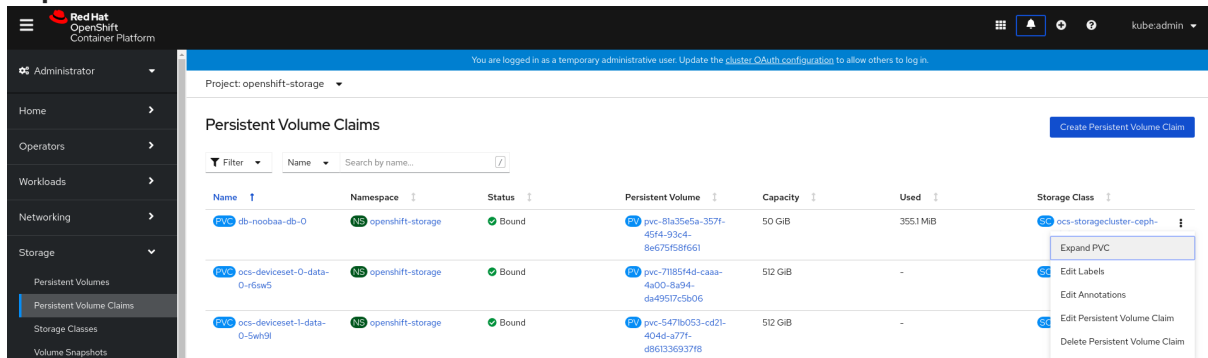 Red Hat
OpenShift
Container Platform
kube:admin
Administrator
You are logged in as a temporary administrative user. Update the cluster OAuth configuration to allow others to log in.
Project: openshift-storage
Home
Operators
Workloads
Networking
Storage
Persistent Volumes
Persistent Volume Claims
Storage Classes
Volume Snapshots
Persistent Volume Claims
Create Persistent Volume Claim
Filter Name Search by name... /
Name Namespace Status Persistent Volume Capacity Used Storage Class
PVC db-noobaa-db-0 NS openshift-storage Bound PV pvc-81a35e5a-357f- 50 GiB 355.1 MiB SC ocs-storagecluster-ceph-
45f4-93c4-
8e675f58f661
PVC ocs-deviceset-0-data- NS openshift-storage Bound PV pvc-71185f4d-caaa- 512 GiB - SC
0-r6sw5 4a00-8a94-
da49517c5b06
PVC ocs-deviceset-1-data- NS openshift-storage Bound PV pvc-5471b053-cd21- 512 GiB - SC
0-5wh9l 404d-a77f-
d861336937f8
Expand PVC
Edit Labels
Edit Annotations
Edit Persistent Volume Claim
Delete Persistent Volume Claim